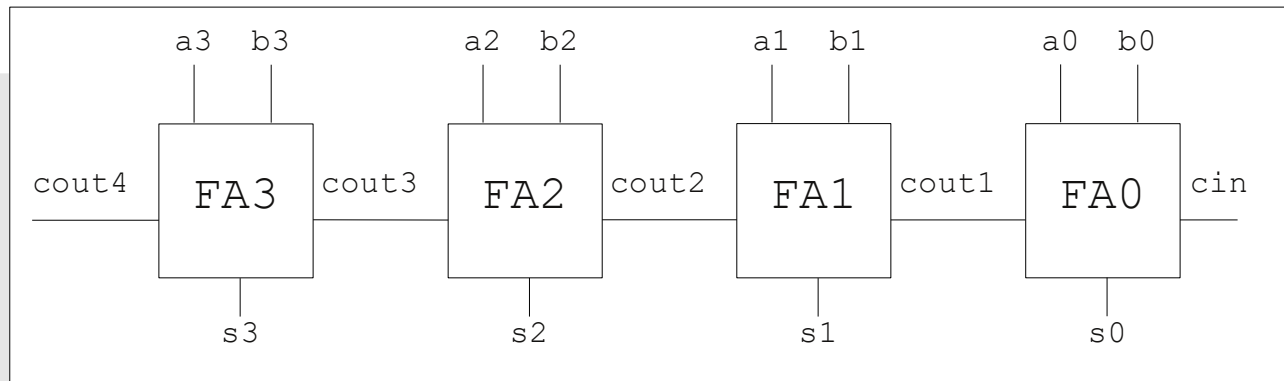 a3 b3 a2 b2 a1 b1 a0 b0
cout4 FA3 cout3 FA2 cout2 FA1 cout1 FA0 cin
s3 s2 s1 s0